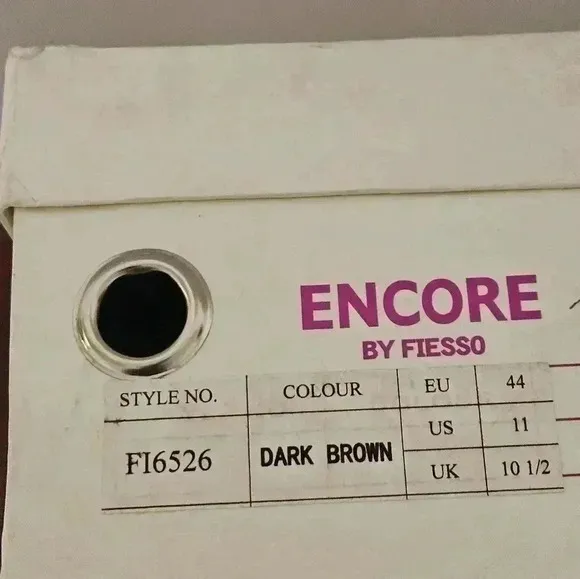 ENCORE
BY FIESSO
STYLE NO. COLOUR EU 44
FI6526 DARK BROWN US 11
UK 10 1/2